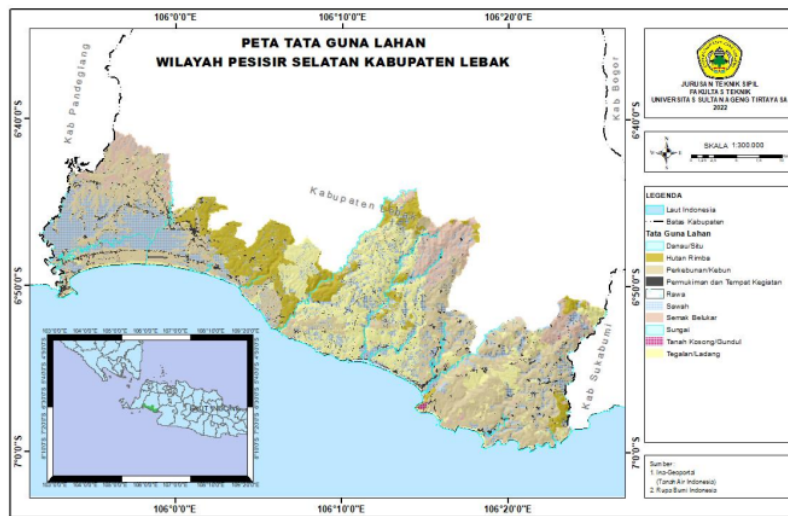 106°0'0"E 106°10'0"E 106°20'0"E
PETA TATA GUNA LAHAN
WILAYAH PESISIR SELATAN KABUPATEN LEBAK
Kab Pandeglang
Kab Bogor
Kabupaten Lebak
Kab Sukabumi
6°40'0"S
6°50'0"S
7°0'0"S
6°40'0"S
6°50'0"S
7°0'0"S
106°0'0"E 106°10'0"E 106°20'0"E
JURUSAN TEKNIK SIPIL
FAKULTAS TEKNIK
UNIVERSITAS SULTAN AGENG TIRTAYASA
2022
SKALA 1:300.000
LEGENDA
Laut Indonesia
Batas Kabupaten
Tata Guna Lahan
Danau/Situ
Hutan Rimba
Perkebunan/Kebun
Permukiman dan Tempat Kegiatan
Rawa
Sawah
Semak Belukar
Sungai
Tanah Kosong/Gundul
Tegalan/Ladang
Sumber:
1. Ina-Geoportal
(Tanah Air Indonesia)
2. Rupa Bumi Indonesia